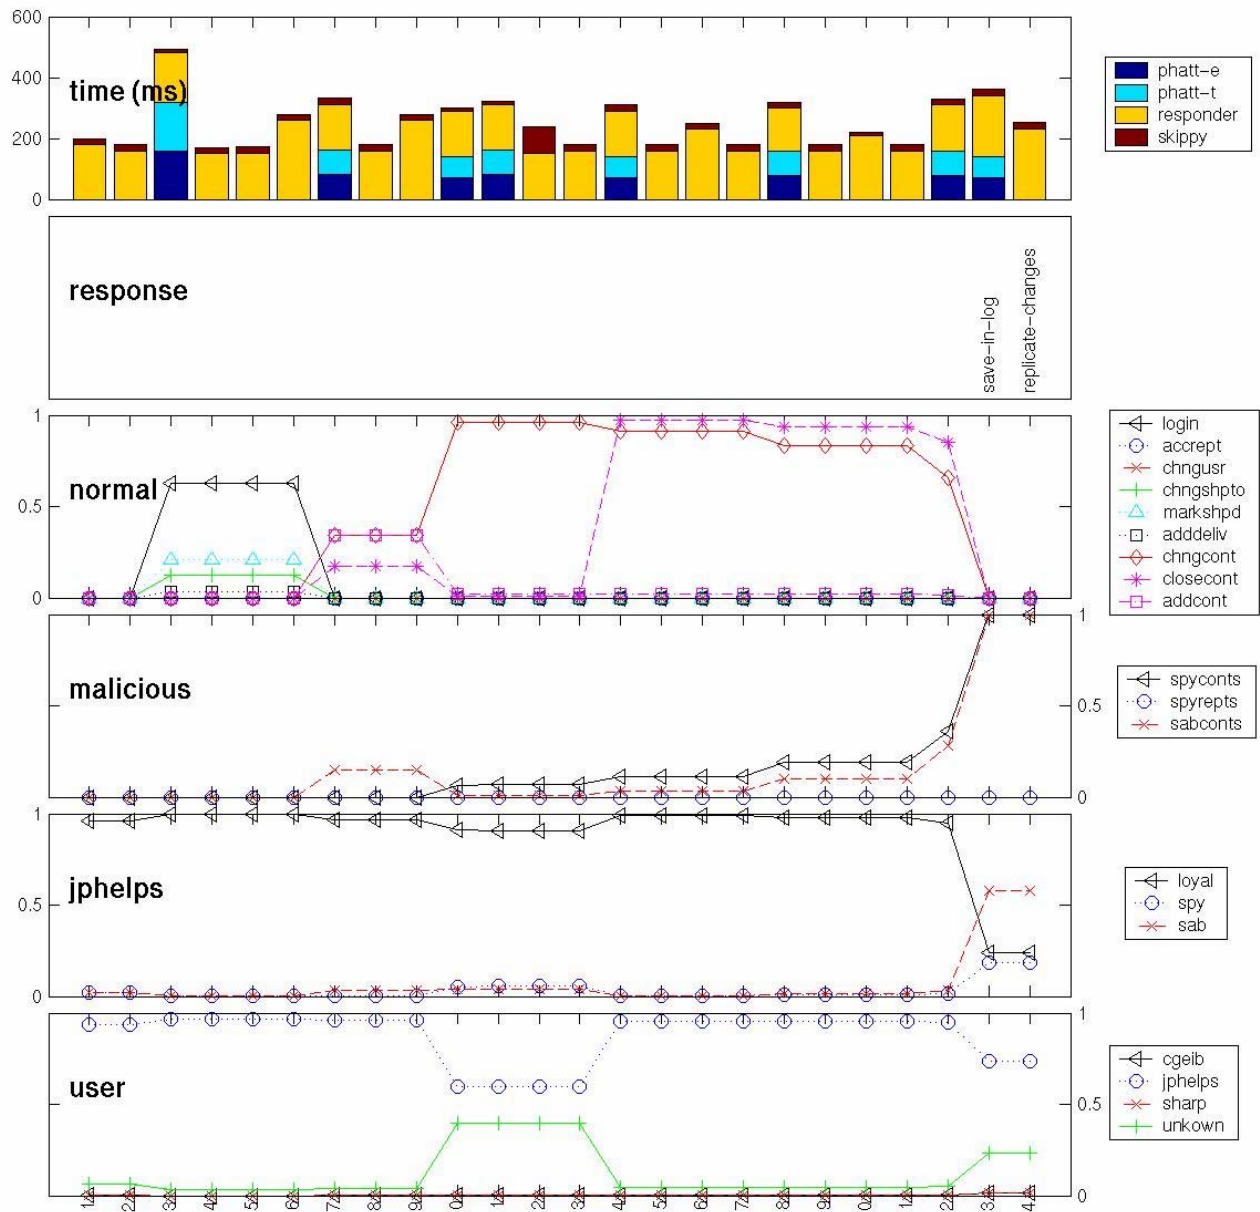 600
400
200
0
time (ms)
phatt-e
phatt-t
responder
skippy
response
save-in-log
replicate-changes
1
0.5
0
normal
login
accrept
chngusr
chngshpto
markshpd
adddeliv
chngcont
closecont
addcont
malicious
1
0.5
0
spyconts
spyrepts
sabconts
1
0.5
0
jphelps
loyal
spy
sab
user
1
0.5
0
cgeib
jphelps
sharp
unkown